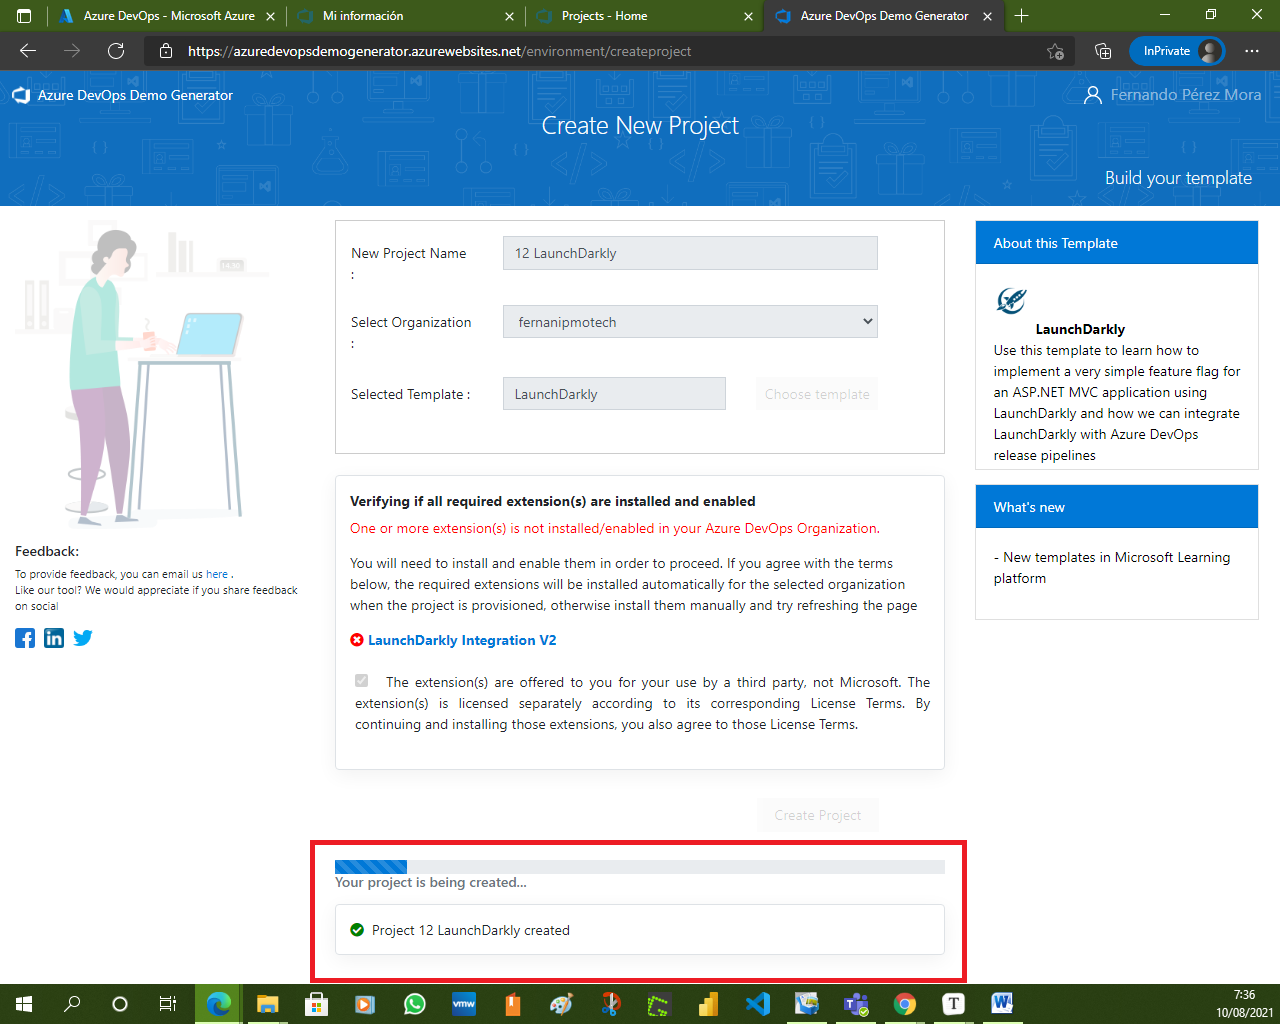 Azure DevOps - Microsoft Azure
Mi información
Projects - Home
Azure DevOps Demo Generator
https://azuredevopsdemogenerator.azurewebsites.net/environment/createproject
InPrivate
Azure DevOps Demo Generator
Fernando Pérez Mora
Create New Project
Build your template
New Project Name
:
12 LaunchDarkly
Select Organization
:
fernanipmotech
Selected Template :
LaunchDarkly
Choose template
Verifying if all required extension(s) are installed and enabled
One or more extension(s) is not installed/enabled in your Azure DevOps Organization.
You will need to install and enable them in order to proceed. If you agree with the terms
below, the required extensions will be installed automatically for the selected organization
when the project is provisioned, otherwise install them manually and try refreshing the page
LaunchDarkly Integration V2
The extension(s) are offered to you for your use by a third party, not Microsoft. The
extension(s) is licensed separately according to its corresponding License Terms. By
continuing and installing those extensions, you also agree to those License Terms.
Create Project
Your project is being created...
Project 12 LaunchDarkly created
Feedback:
To provide feedback, you can email us here .
Like our tool? We would appreciate if you share feedback
on social
About this Template
LaunchDarkly
Use this template to learn how to
implement a very simple feature flag for
an ASP.NET MVC application using
LaunchDarkly and how we can integrate
LaunchDarkly with Azure DevOps
release pipelines
What's new
- New templates in Microsoft Learning
platform
vmw
7:36
10/08/2021